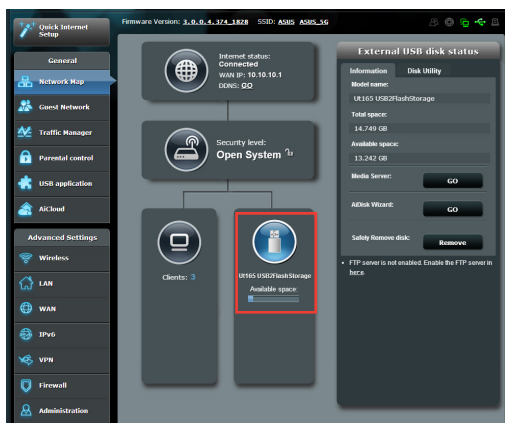 Quick Internet
Setup
Firmware Version: 3.0.0.4.374_1828 SSID: ASUS ASUS_5G
General
Network Map
Guest Network
Traffic Manager
Parental control
USB application
AiCloud
Advanced Settings
Wireless
LAN
WAN
IPv6
VPN
Firewall
Administration
Internet status:
Connected
WAN IP: 10.10.10.1
DDNS: GO
Security level:
Open System
Clients: 3
Ut165 USB2FlashStorage
Available space:
External USB disk status
Information Disk Utility
Model name:
Ut165 USB2FlashStorage
Total space:
14.749 GB
Available space:
13.242 GB
Media Server: GO
AiDisk Wizard: GO
Safely Remove disk: Remove
• FTP server is not enabled. Enable the FTP server in
here.